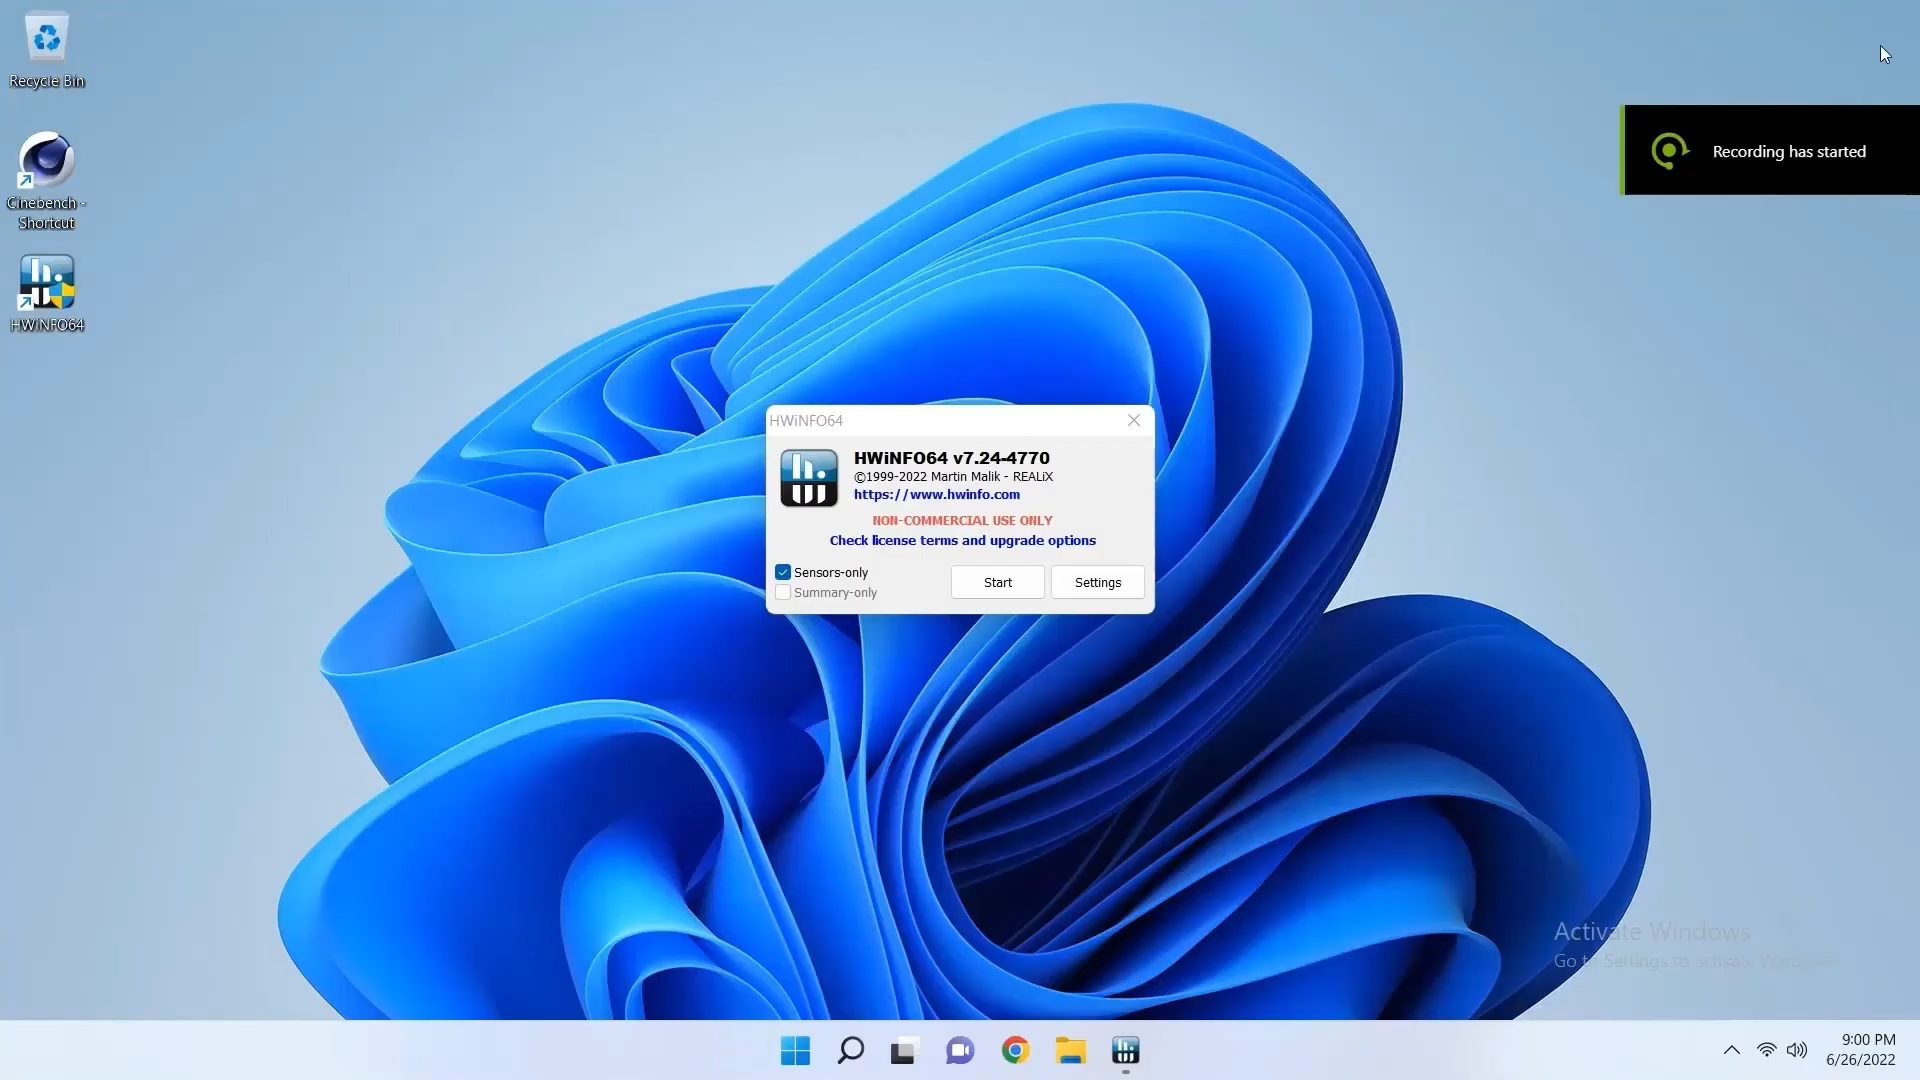 Recycle Bin
Cinebench -
Shortcut
HWiNFO64
Recording has started
HWiNFO64
HWiNFO64 v7.24-4770
©1999-2022 Martin Malik - REALiX
https://www.hwinfo.com
NON-COMMERCIAL USE ONLY
Check license terms and upgrade options
Sensors-only
Summary-only
Start
Settings
Activate Windows
Go to Settings to activate Windows.
9:00 PM
6/26/2022